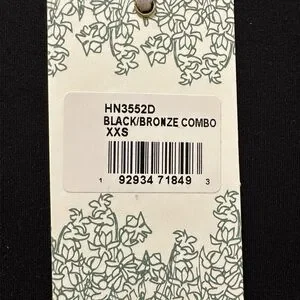 HN3552D
BLACK/BRONZE COMBO
XXS
1 92934 71849 3